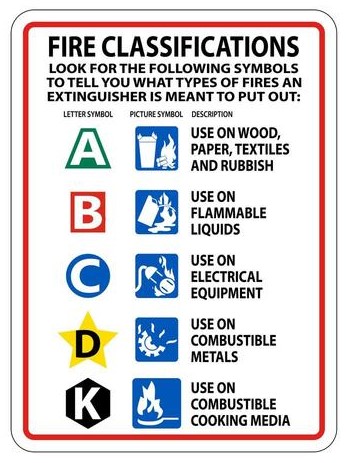 FIRE CLASSIFICATIONS
LOOK FOR THE FOLLOWING SYMBOLS
TO TELL YOU WHAT TYPES OF FIRES AN
EXTINGUISHER IS MEANT TO PUT OUT:
LETTER SYMBOL PICTURE SYMBOL DESCRIPTION
A
USE ON WOOD,
PAPER, TEXTILES
AND RUBBISH
B
USE ON
FLAMMABLE
LIQUIDS
C
USE ON
ELECTRICAL
EQUIPMENT
D
USE ON
COMBUSTIBLE
METALS
K
USE ON
COMBUSTIBLE
COOKING MEDIA